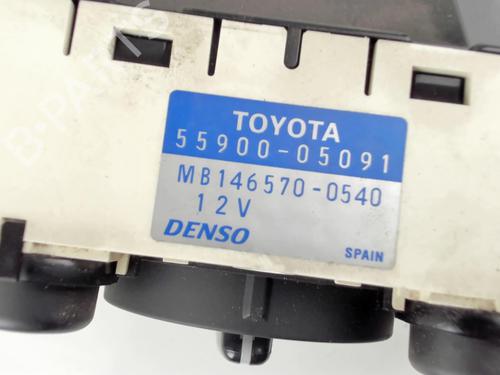 B-PARTS
TOYOTA
55900-05091
MB146570-0540
12V
DENSO
SPAIN